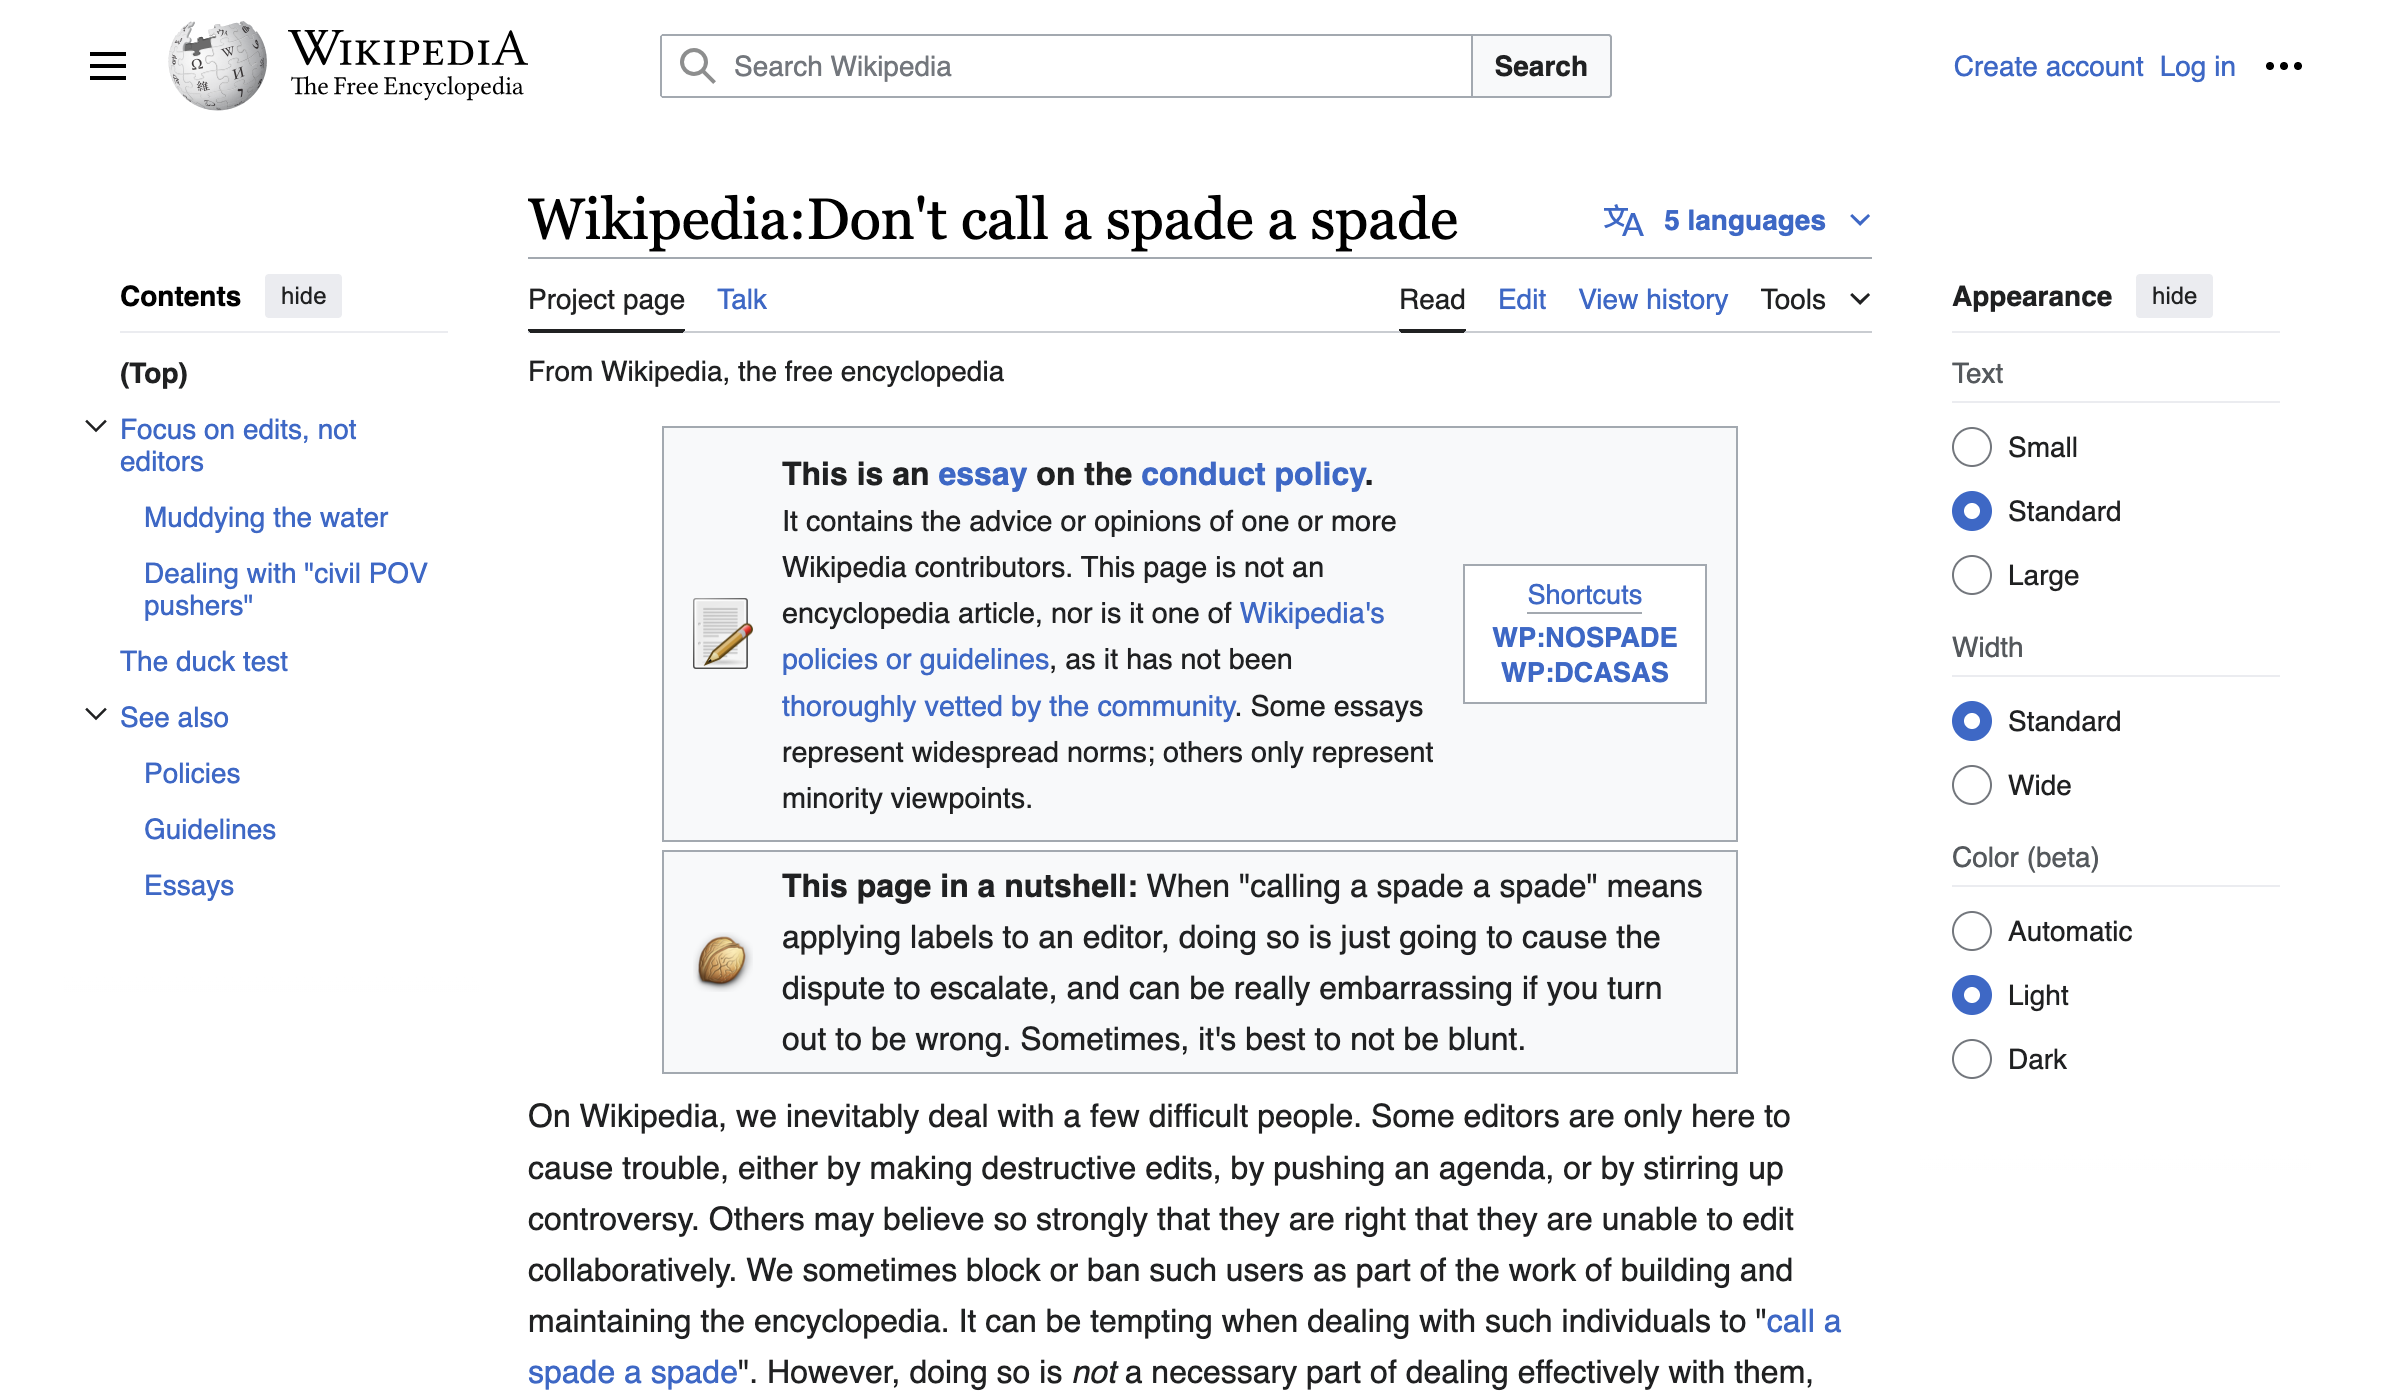 WIKIPEDIA
The Free Encyclopedia
Search Wikipedia
Search
Create account Log in
Wikipedia:Don't call a spade a spade
5 languages
Contents hide
(Top)
Focus on edits, not
editors
Muddying the water
Dealing with "civil POV
pushers"
The duck test
See also
Policies
Guidelines
Essays
Project page Talk
Read Edit View history Tools
From Wikipedia, the free encyclopedia
This is an essay on the conduct policy.
It contains the advice or opinions of one or more
Wikipedia contributors. This page is not an
encyclopedia article, nor is it one of Wikipedia's
policies or guidelines, as it has not been
thoroughly vetted by the community. Some essays
represent widespread norms; others only represent
minority viewpoints.
Shortcuts
WP:NOSPADE
WP:DCASAS
This page in a nutshell: When "calling a spade a spade" means
applying labels to an editor, doing so is just going to cause the
dispute to escalate, and can be really embarrassing if you turn
out to be wrong. Sometimes, it's best to not be blunt.
On Wikipedia, we inevitably deal with a few difficult people. Some editors are only here to
cause trouble, either by making destructive edits, by pushing an agenda, or by stirring up
controversy. Others may believe so strongly that they are right that they are unable to edit
collaboratively. We sometimes block or ban such users as part of the work of building and
maintaining the encyclopedia. It can be tempting when dealing with such individuals to "call a
spade a spade". However, doing so is not a necessary part of dealing effectively with them,
Appearance hide
Text
Small
Standard
Large
Width
Standard
Wide
Color (beta)
Automatic
Light
Dark